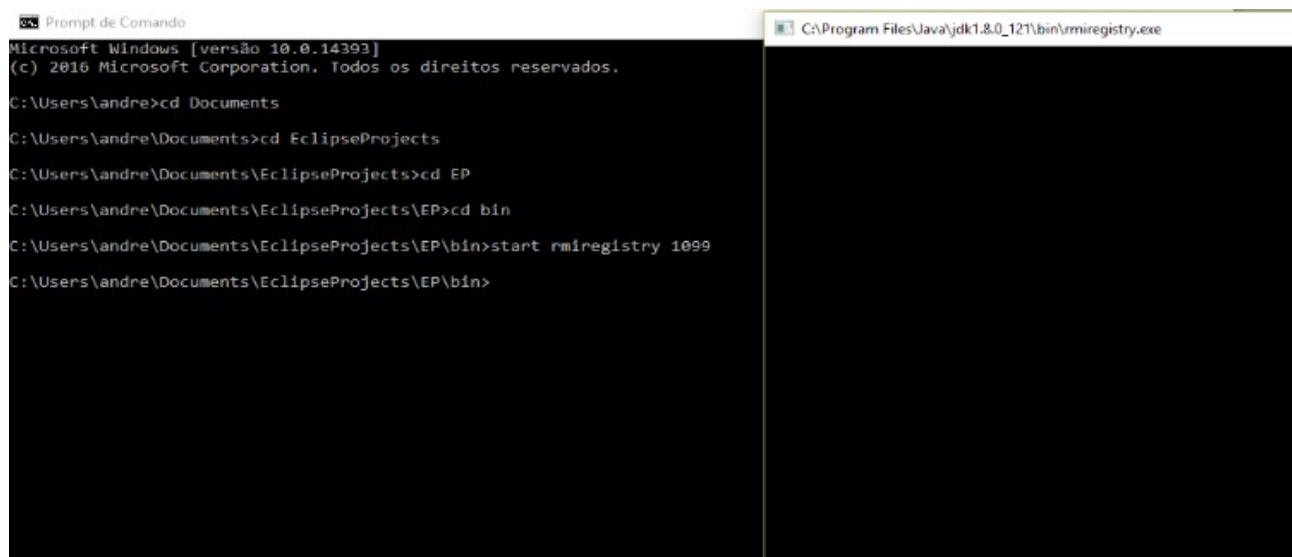 Prompt de Comando
Microsoft Windows [versão 10.0.14393]
(c) 2016 Microsoft Corporation. Todos os direitos reservados.
C:\Users\andre>cd Documents
C:\Users\andre\Documents>cd EclipseProjects
C:\Users\andre\Documents\EclipseProjects>cd EP
C:\Users\andre\Documents\EclipseProjects\EP>cd bin
C:\Users\andre\Documents\EclipseProjects\EP\bin>start rmiregistry 1099
C:\Users\andre\Documents\EclipseProjects\EP\bin>
C:\Program Files\Java\jdk1.8.0_121\bin\rmiregistry.exe